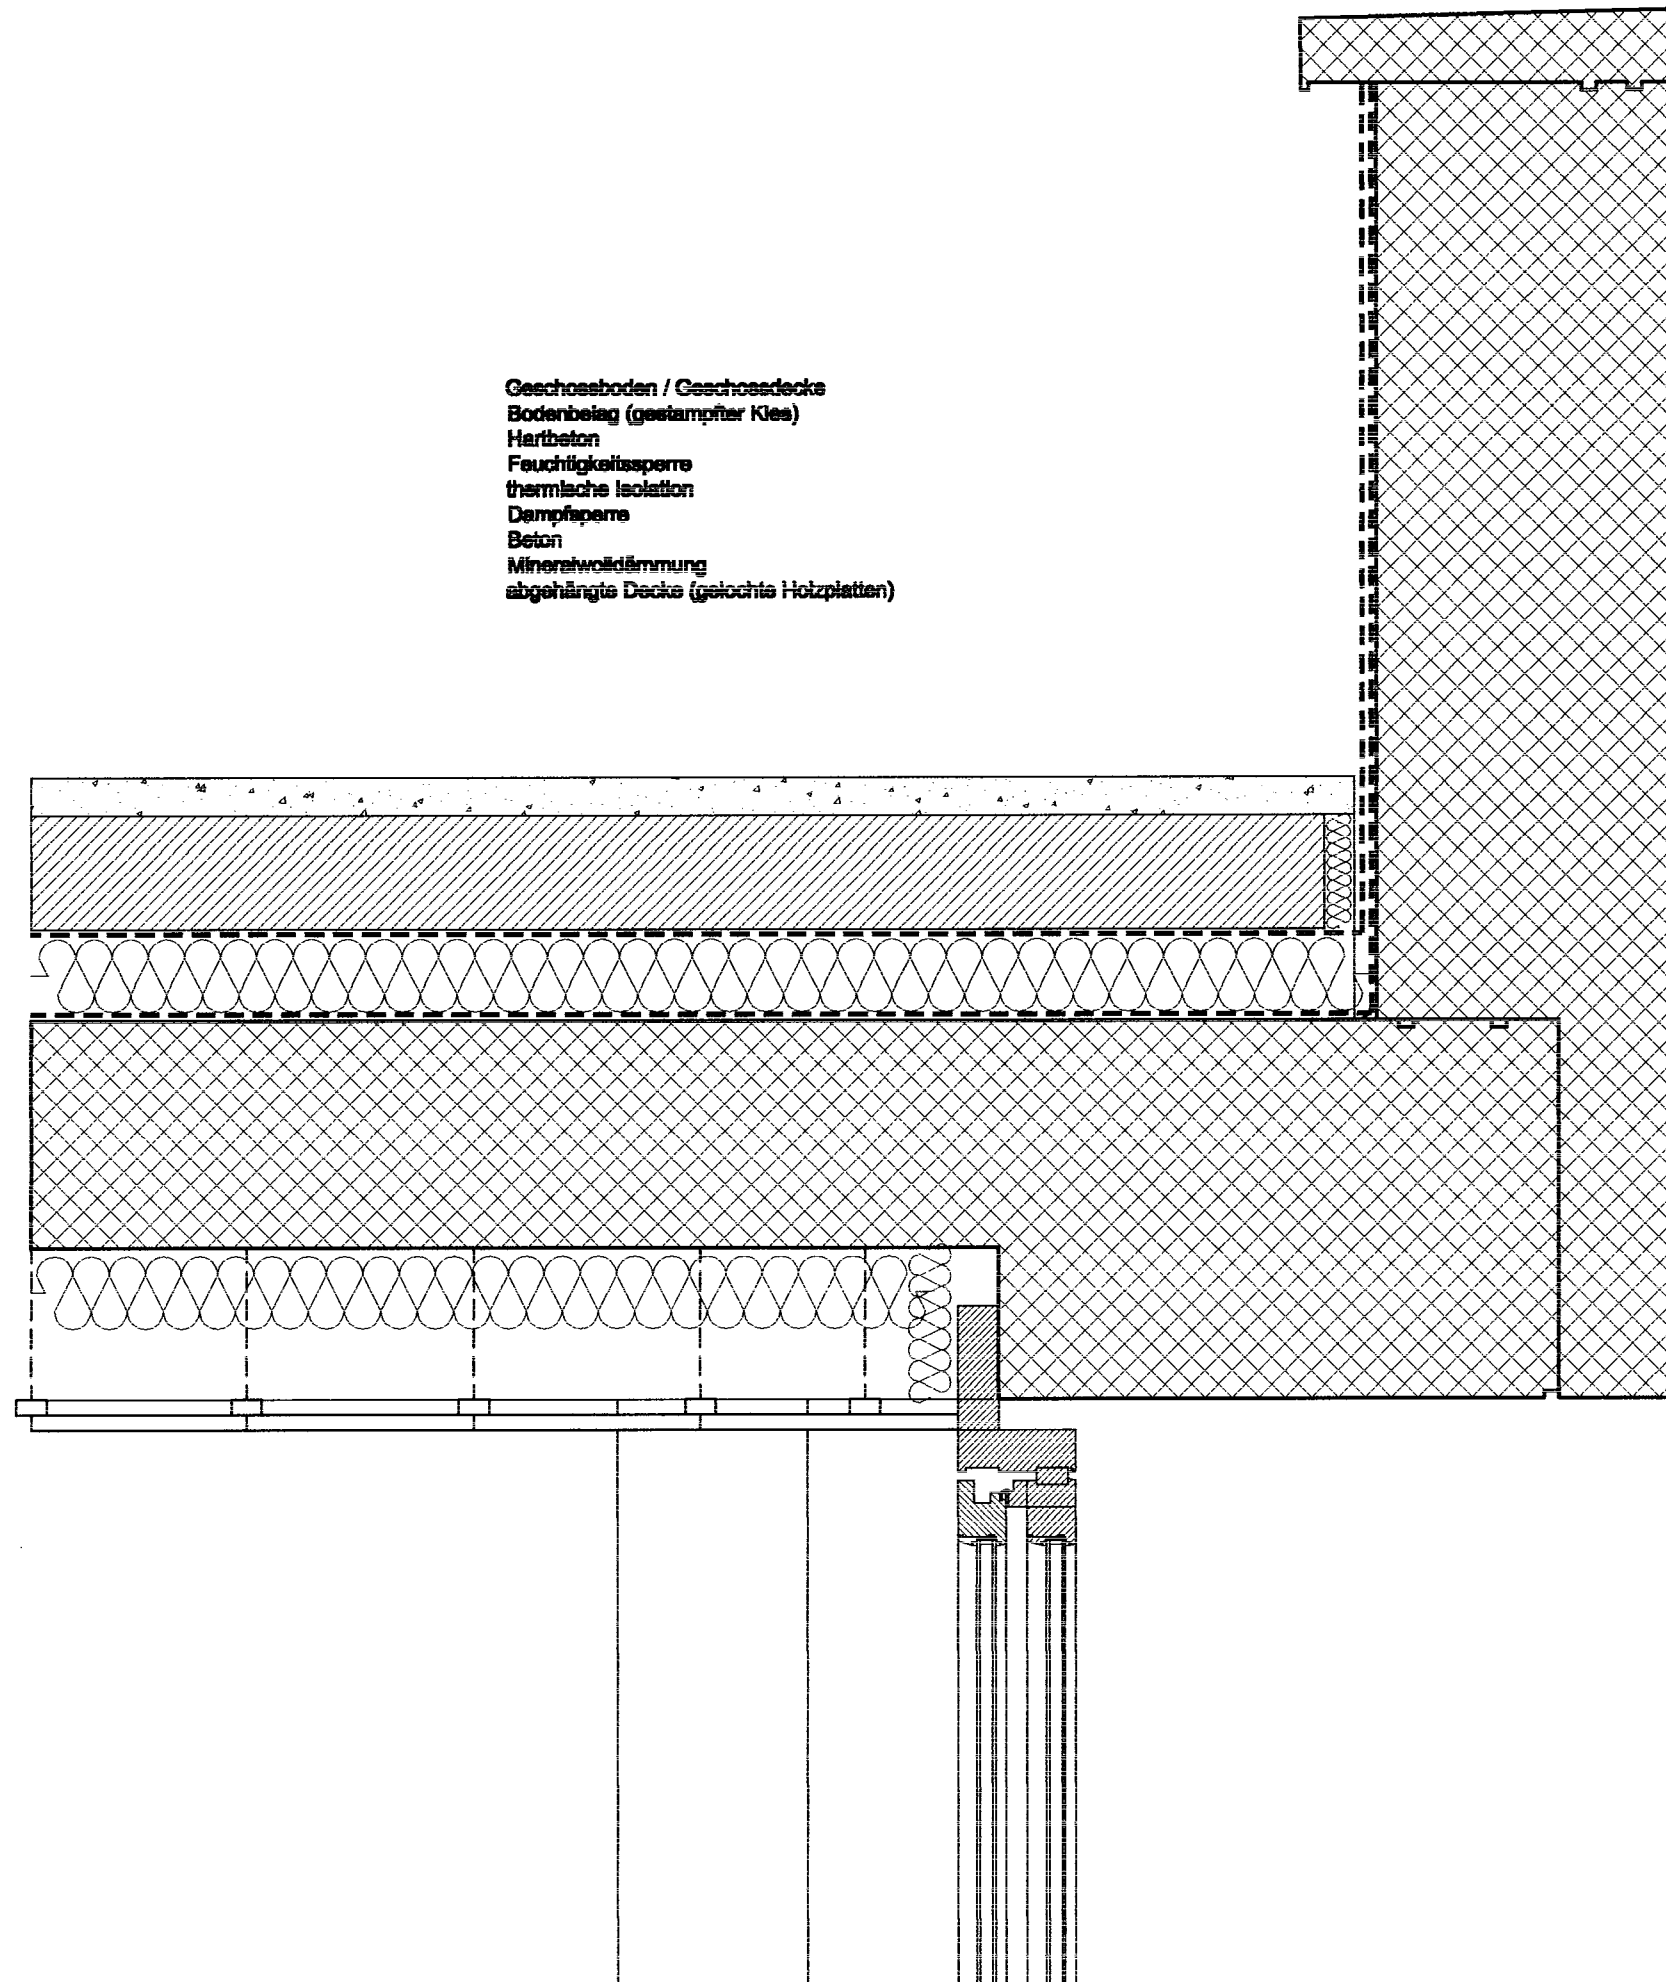 Geschossboden / Geschossdecke
Bodenbelag (gestampfter Kies)
Hartbeton
Feuchtigkeitssperre
thermische Isolation
Dampfsperre
Beton
Mineralwolldämmung
abgehängte Decke (gelochte Holzplatten)